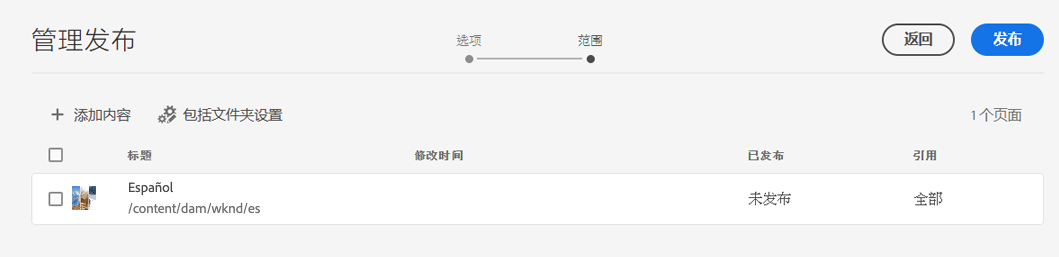 管理发布
选项
范围
返回
发布
添加内容
包括文件夹设置
1 个页面
标题
修改时间
已发布
引用
Español
/content/dam/wknd/es
未发布
全部